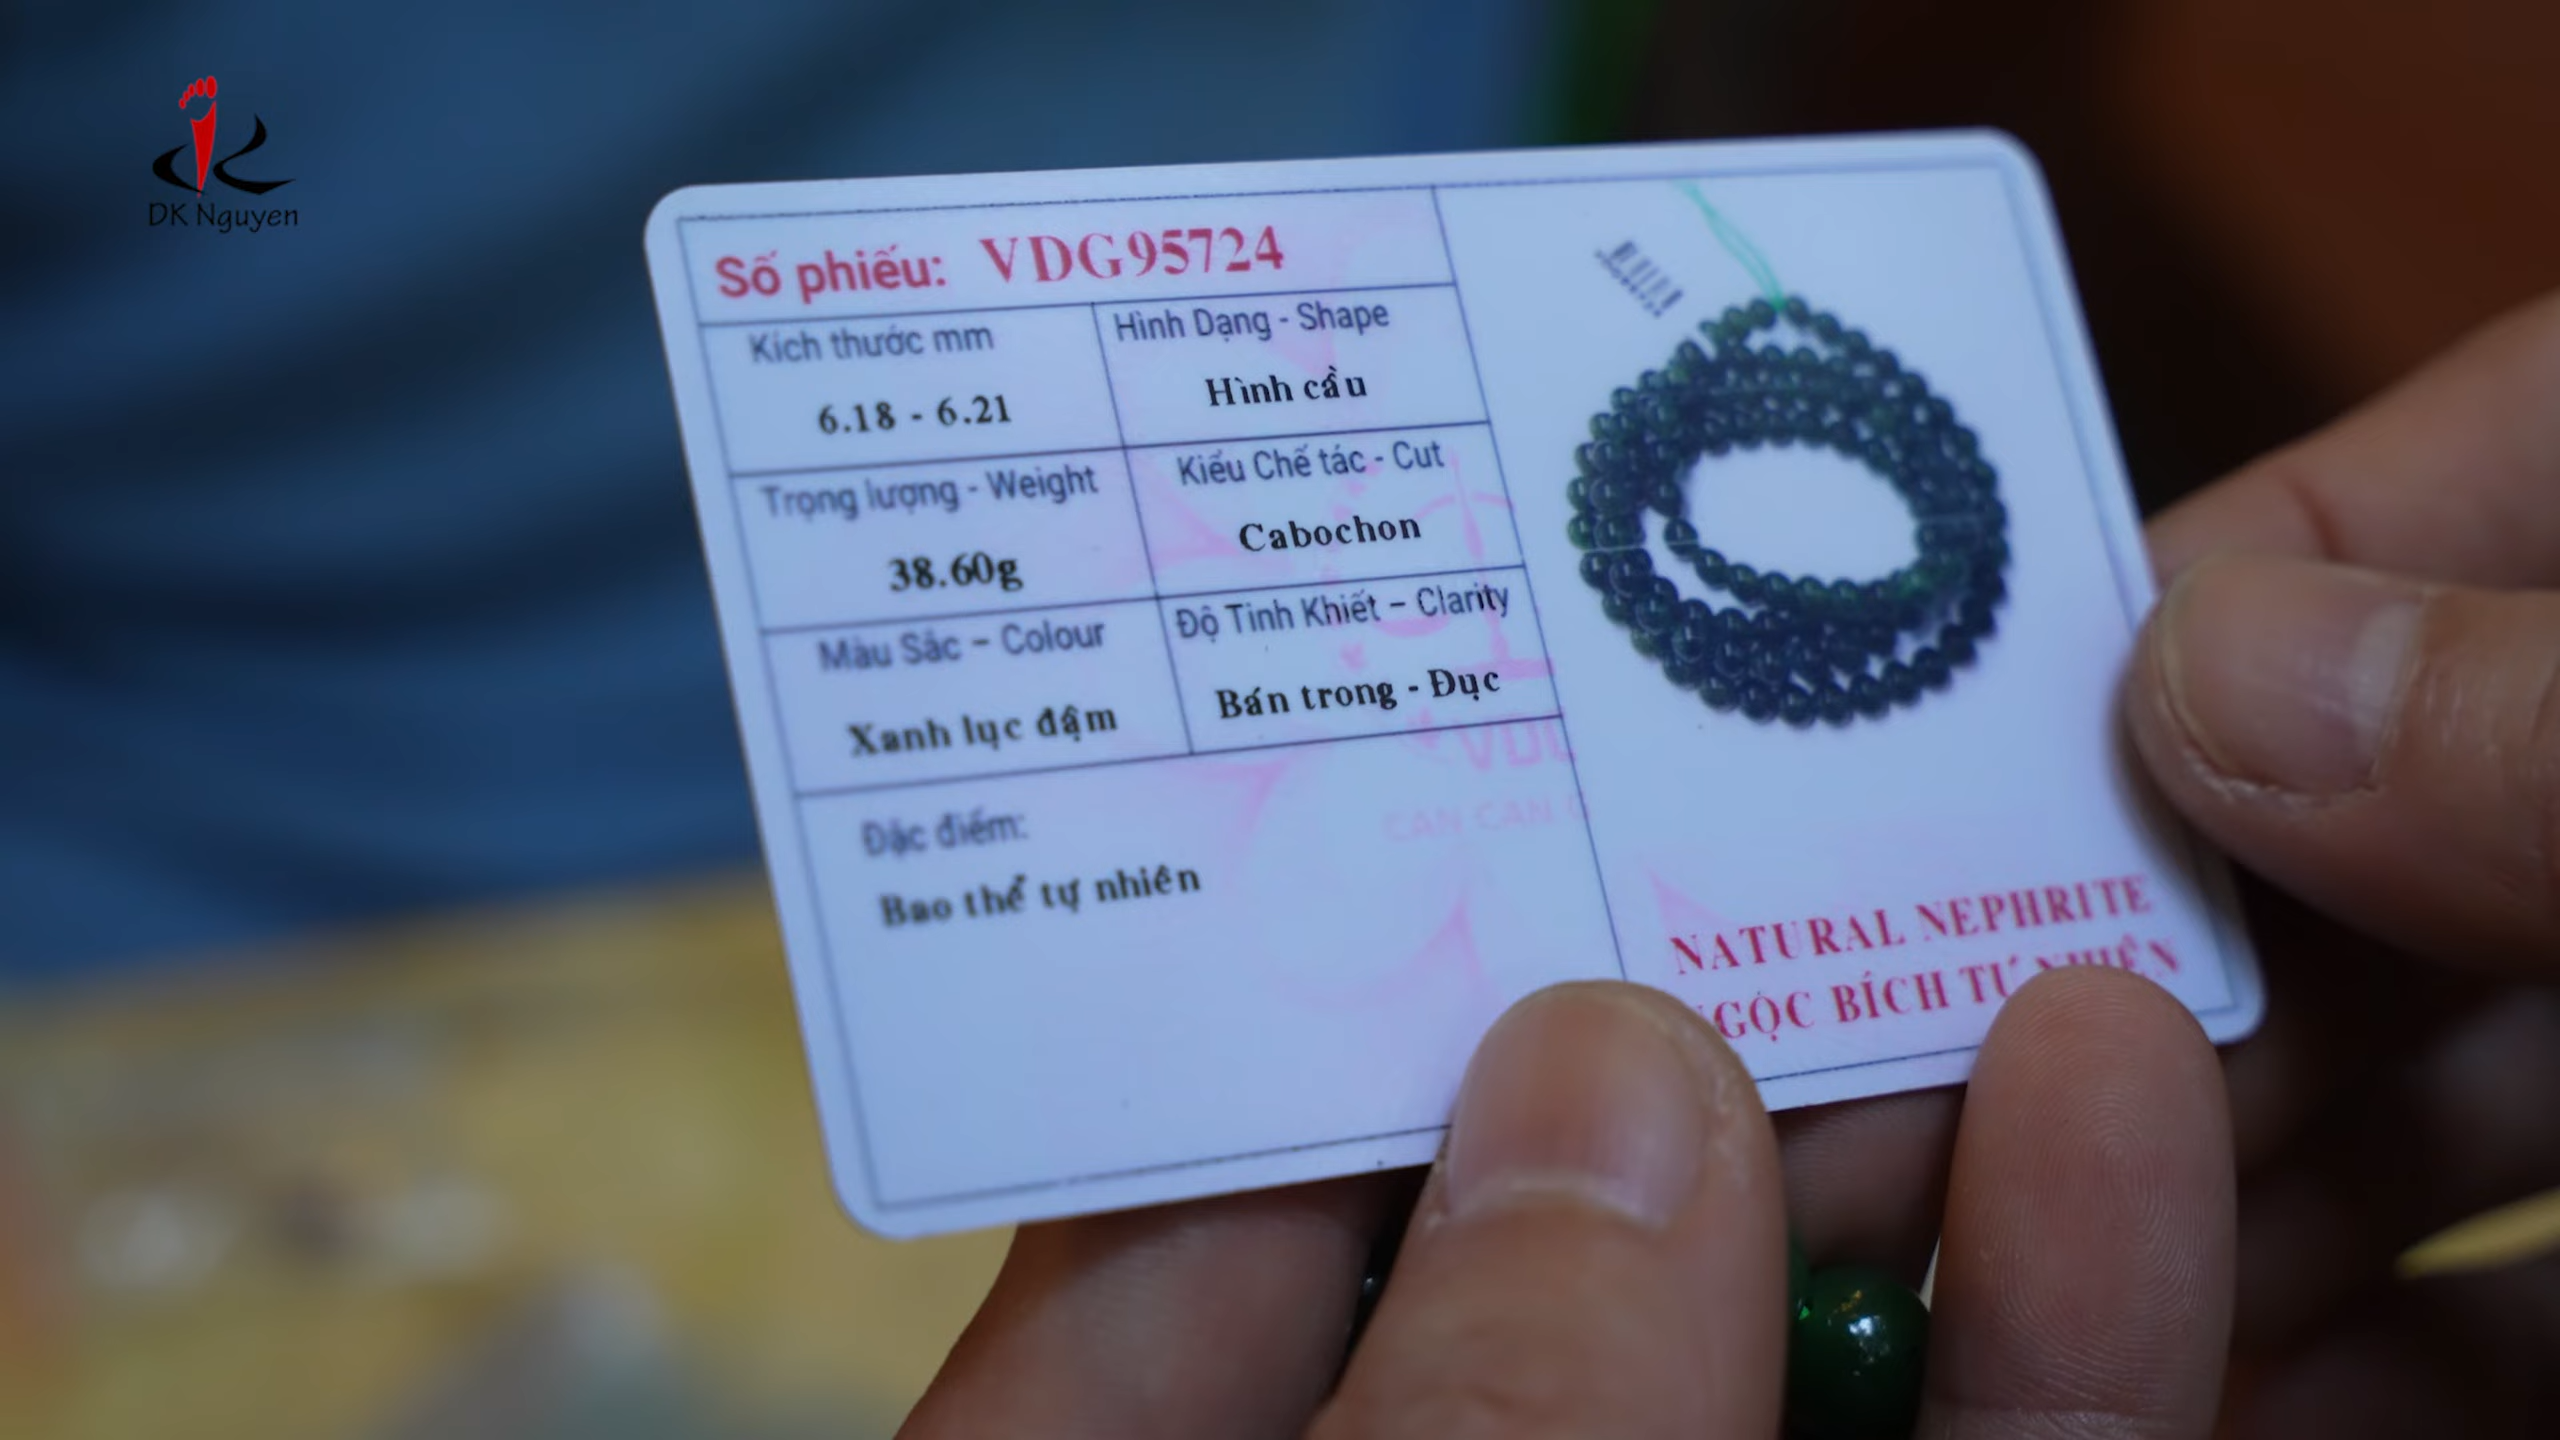 DK Nguyen
Số phiếu: VDG95724
Kích thước mm
6.18 - 6.21
Hình Dạng - Shape
Hình cầu
Trọng lượng - Weight
38.60g
Kiểu Chế tác - Cut
Cabochon
Màu Sắc – Colour
Xanh lục đậm
Độ Tinh Khiết – Clarity
Bán trong - Đục
Đặc điểm:
Bao thể tự nhiên
CAN CAN
NATURAL NEPHRITE
BÍCH